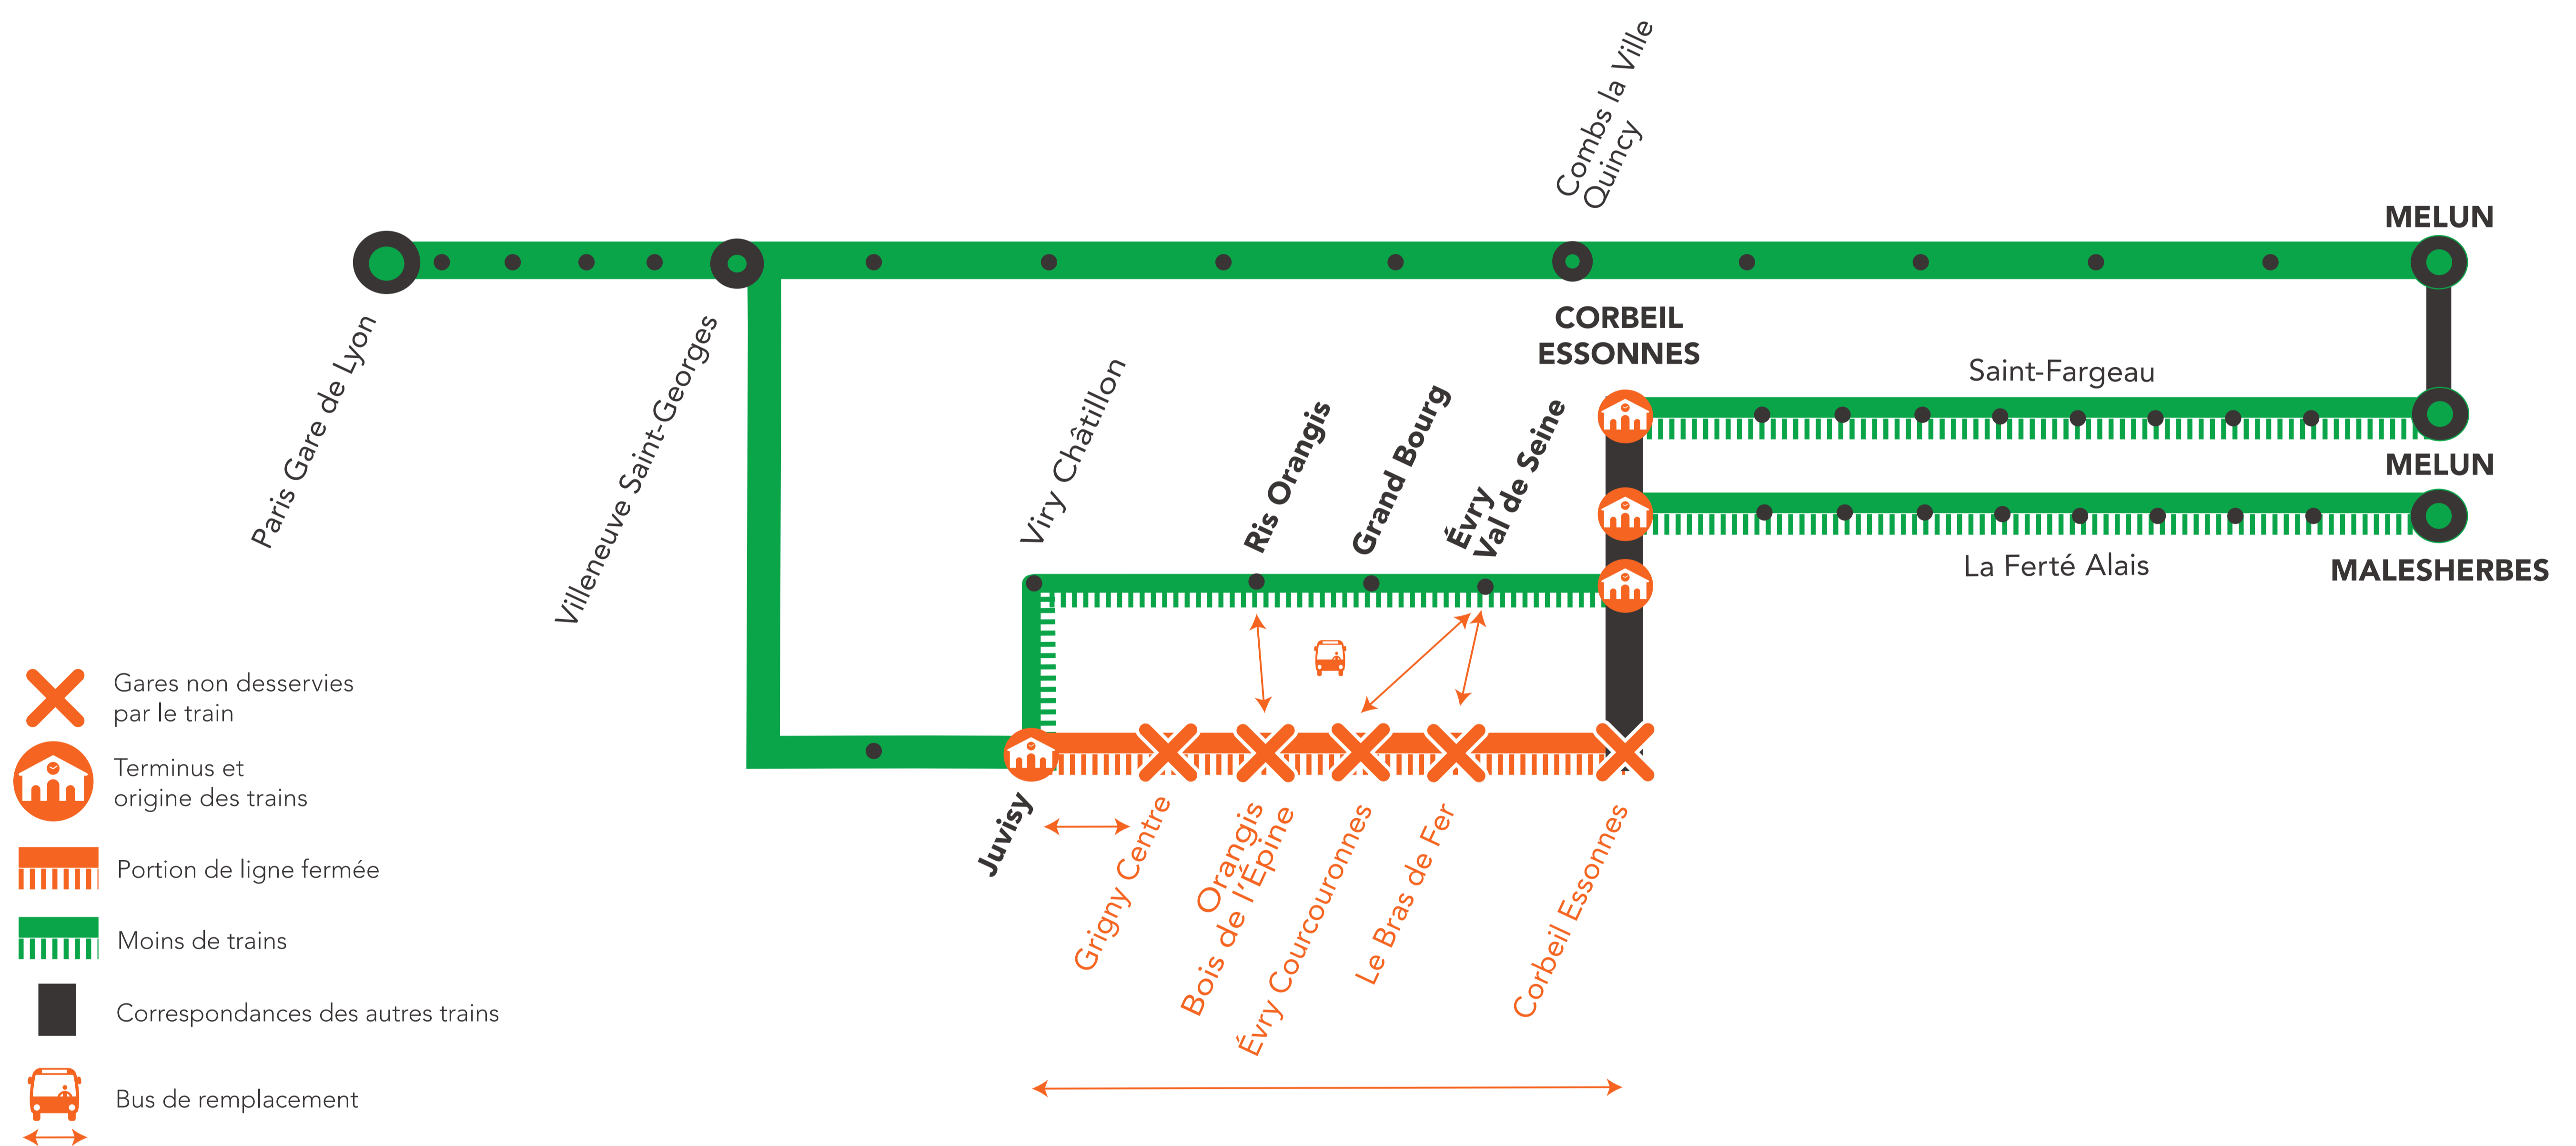 Combs la Ville
Quincy
MELUN
Paris Gare de Lyon
Villeneuve Saint-Georges
CORBEIL
ESSONNES
Saint-Fargeau
MELUN
La Ferté Alais
MALESHERBES
Viry Châtillon
Ris Orangis
Grand Bourg
Évry
Val de Seine
Juvisy
Grigny Centre
Orangis
Bois de l'Épine
Évry Courcouronnes
Le Bras de Fer
Corbeil Essonnes
Gares non desservies
par le train
Terminus et
origine des trains
Portion de ligne fermée
Moins de trains
Correspondances des autres trains
Bus de remplacement